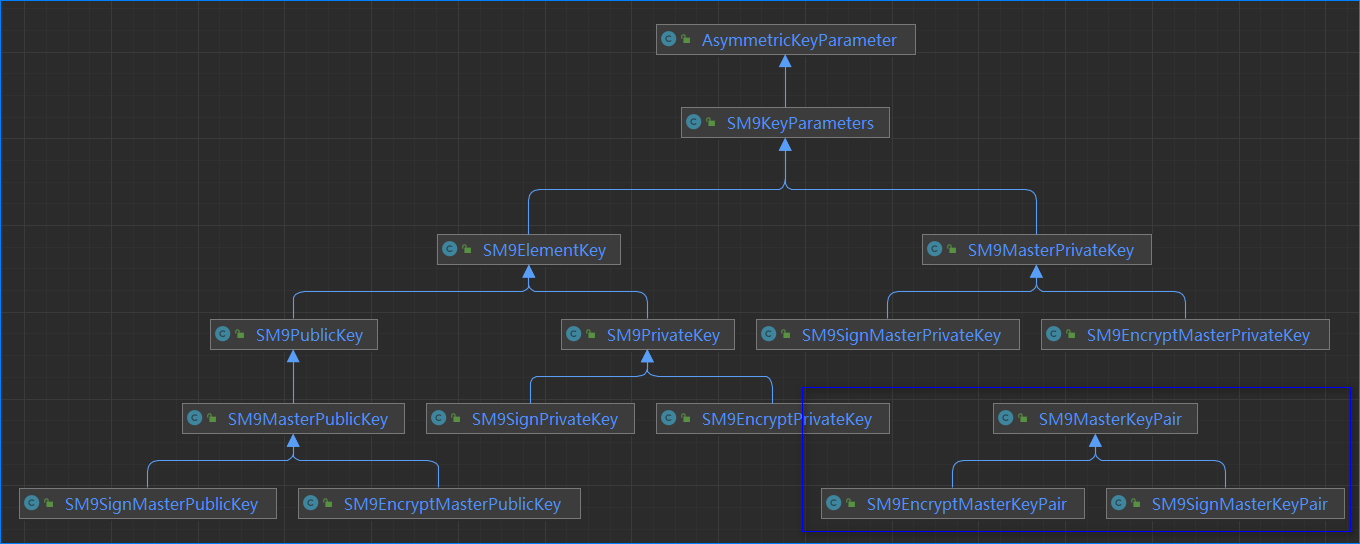 AsymmetricKeyParameter
SM9KeyParameters
SM9ElementKey
SM9MasterPrivateKey
SM9PublicKey
SM9PrivateKey
SM9SignMasterPrivateKey
SM9EncryptMasterPrivateKey
SM9MasterPublicKey
SM9SignPrivateKey
SM9EncryptPrivateKey
SM9MasterKeyPair
SM9SignMasterPublicKey
SM9EncryptMasterPublicKey
SM9EncryptMasterKeyPair
SM9SignMasterKeyPair